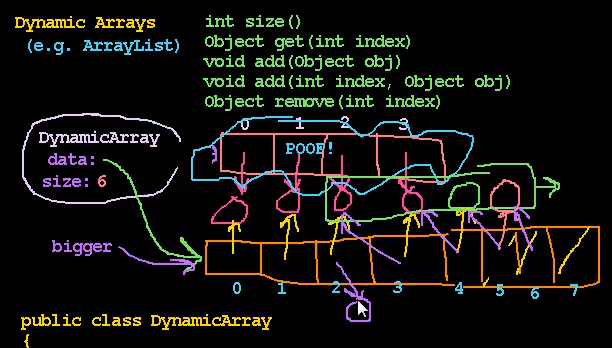 Dynamic Arrays
(e.g. ArrayList)
int size()
Object get(int index)
void add(Object obj)
void add(int index, Object obj)
Object remove(int index)
0 1 2 3
POOF!
DynamicArray
data:
size: 6
bigger
0 1 2 3 4 5 6 7
public class DynamicArray
{